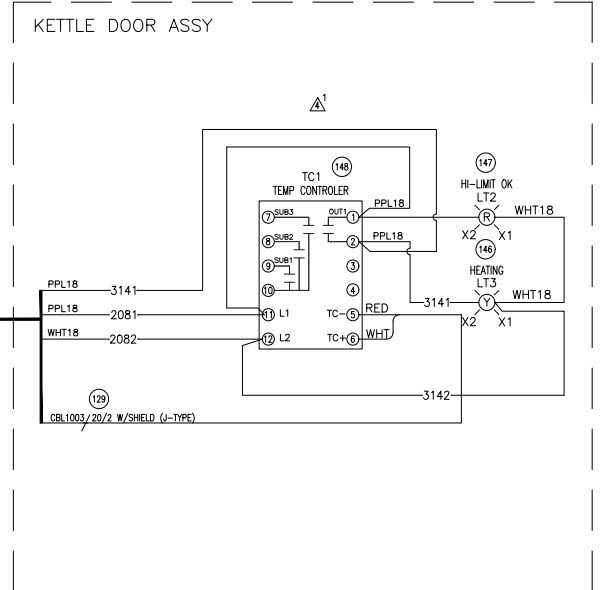 KETTLE DOOR ASSY
4 1
148
147
TC1
TEMP CONTROLER
HI-LIMIT OK
LT2
PPL18
WHT18
7 SUB3 OUT1 1
R
X2 X1
8 SUB2 2
PPL18
146
HEATING
LT3
9 SUB1 3
10 4
PPL18 3141
3141
Y
WHT18
X2 X1
PPL18 2081
11 L1 TC- 5 RED
WHT18 2082
12 L2 TC+ 6 WHT
3142
129
CBL1003/20/2 W/SHIELD (J-TYPE)